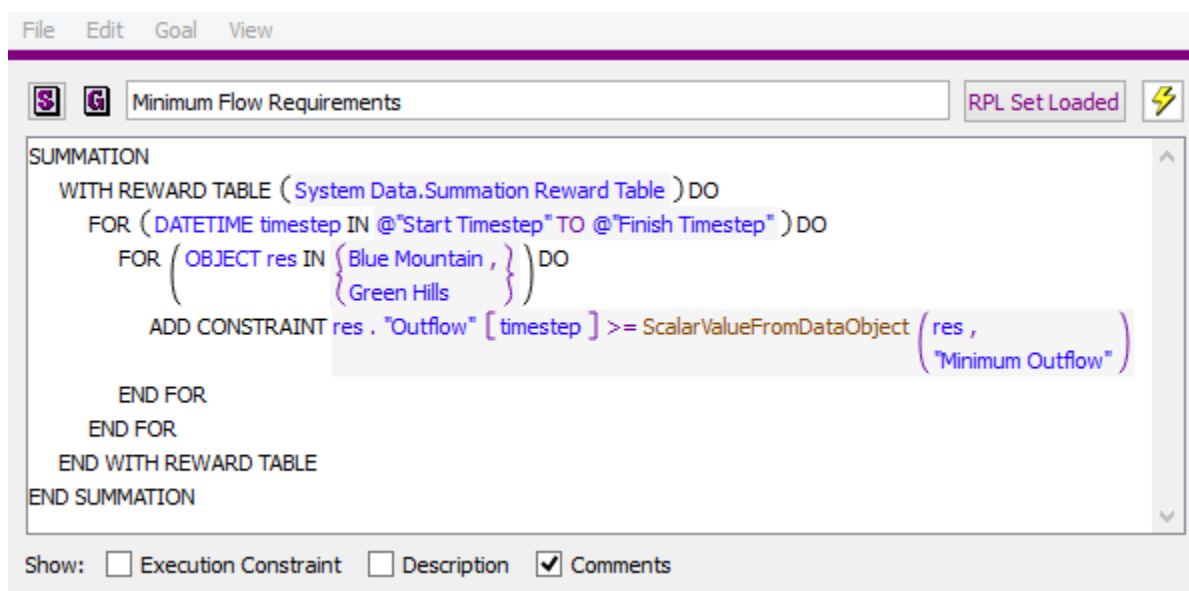 File Edit Goal View
S G Minimum Flow Requirements RPL Set Loaded
SUMMATION
WITH REWARD TABLE ( System Data.Summation Reward Table ) DO
FOR ( DATETIME timestep IN @"Start Timestep" TO @"Finish Timestep" ) DO
FOR ( OBJECT res IN { Blue Mountain ,
Green Hills } ) DO
ADD CONSTRAINT res . "Outflow" [ timestep ] >= ScalarValueFromDataObject ( res ,
"Minimum Outflow" )
END FOR
END FOR
END WITH REWARD TABLE
END SUMMATION
Show: Execution Constraint Description Comments